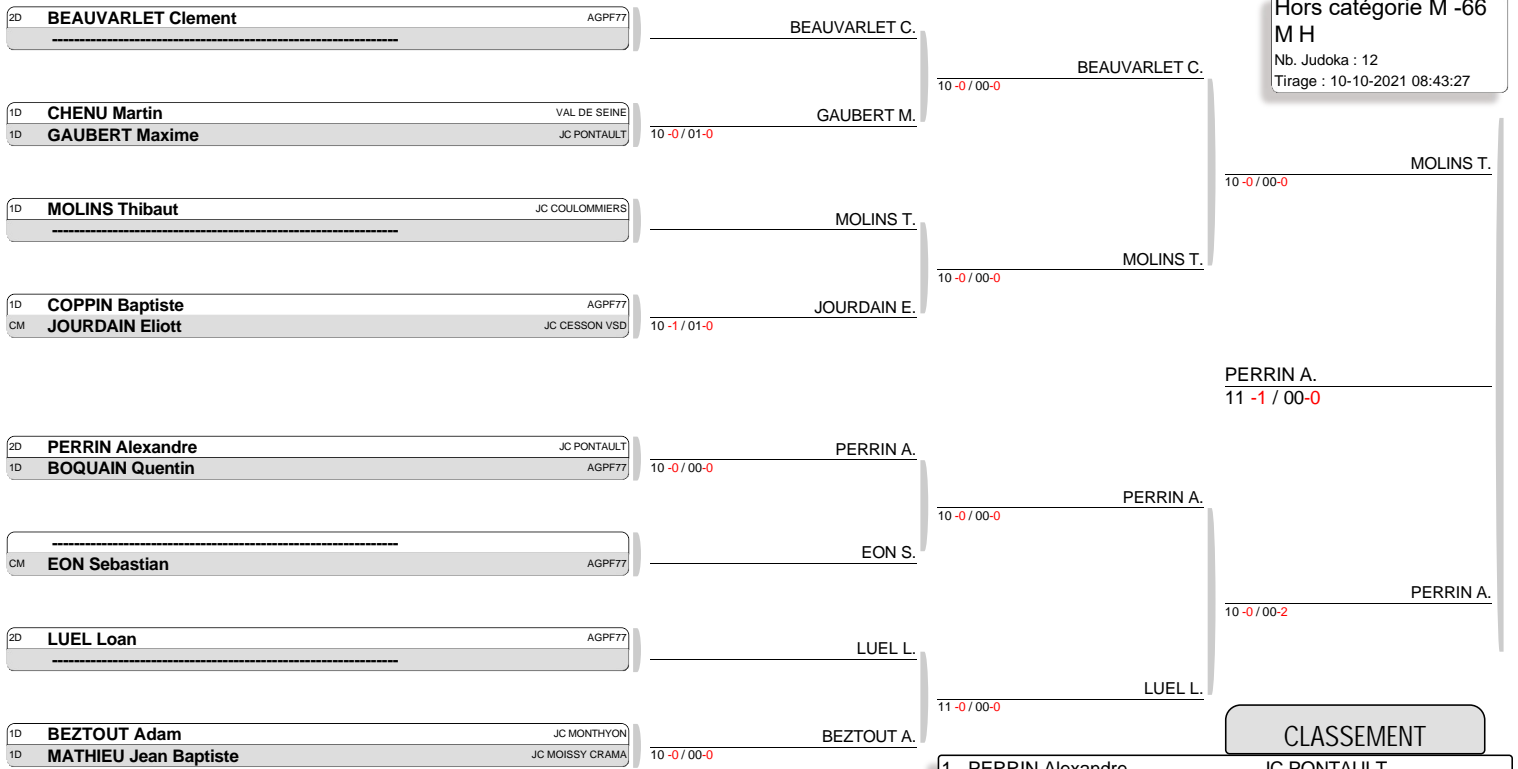 Hors catégorie M -66
M H
Nb. Judoka : 12
Tirage : 10-10-2021 08:43:27
2D BEAUVARLET Clement AGPF77
----------------------------------------------------------------
1D CHENU Martin VAL DE SEINE
1D GAUBERT Maxime JC PONTAULT
1D MOLINS Thibaut JC COULOMMIERS
----------------------------------------------------------------
1D COPPIN Baptiste AGPF77
CM JOURDAIN Eliott JC CESSON VSD
2D PERRIN Alexandre JC PONTAULT
1D BOQUAIN Quentin AGPF77
----------------------------------------------------------------
CM EON Sebastian AGPF77
2D LUEL Loan AGPF77
----------------------------------------------------------------
1D BEZTOUT Adam JC MONTHYON
1D MATHIEU Jean Baptiste JC MOISSY CRAMA
BEAUVARLET C.
GAUBERT M.
10 -0 / 01-0
MOLINS T.
JOURDAIN E.
10 -1 / 01-0
PERRIN A.
10 -0 / 00-0
EON S.
LUEL L.
BEZTOUT A.
10 -0 / 00-0
BEAUVARLET C.
10 -0 / 00-0
MOLINS T.
10 -0 / 00-0
PERRIN A.
10 -0 / 00-0
LUEL L.
11 -0 / 00-0
MOLINS T.
10 -0 / 00-0
PERRIN A.
11 -1 / 00-0
PERRIN A.
10 -0 / 00-2
CLASSEMENT
1 PERRIN Alexandre JC PONTAULT